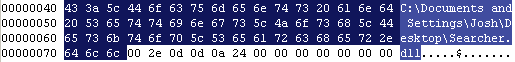 00000040 43 3a 5c 44 6f 63 75 6d 65 6e 74 73 20 61 6e 64 C:\Documents and
00000050 20 53 65 74 74 69 6e 67 73 5c 4a 6f 73 68 5c 44 Settings\Josh\D
00000060 65 73 6b 74 6f 70 5c 53 65 61 72 63 68 65 72 2e esktop\Searcher.
00000070 64 6c 6c 00 2e 0d 0d 0a 24 00 00 00 00 00 00 00 dll.....$.......